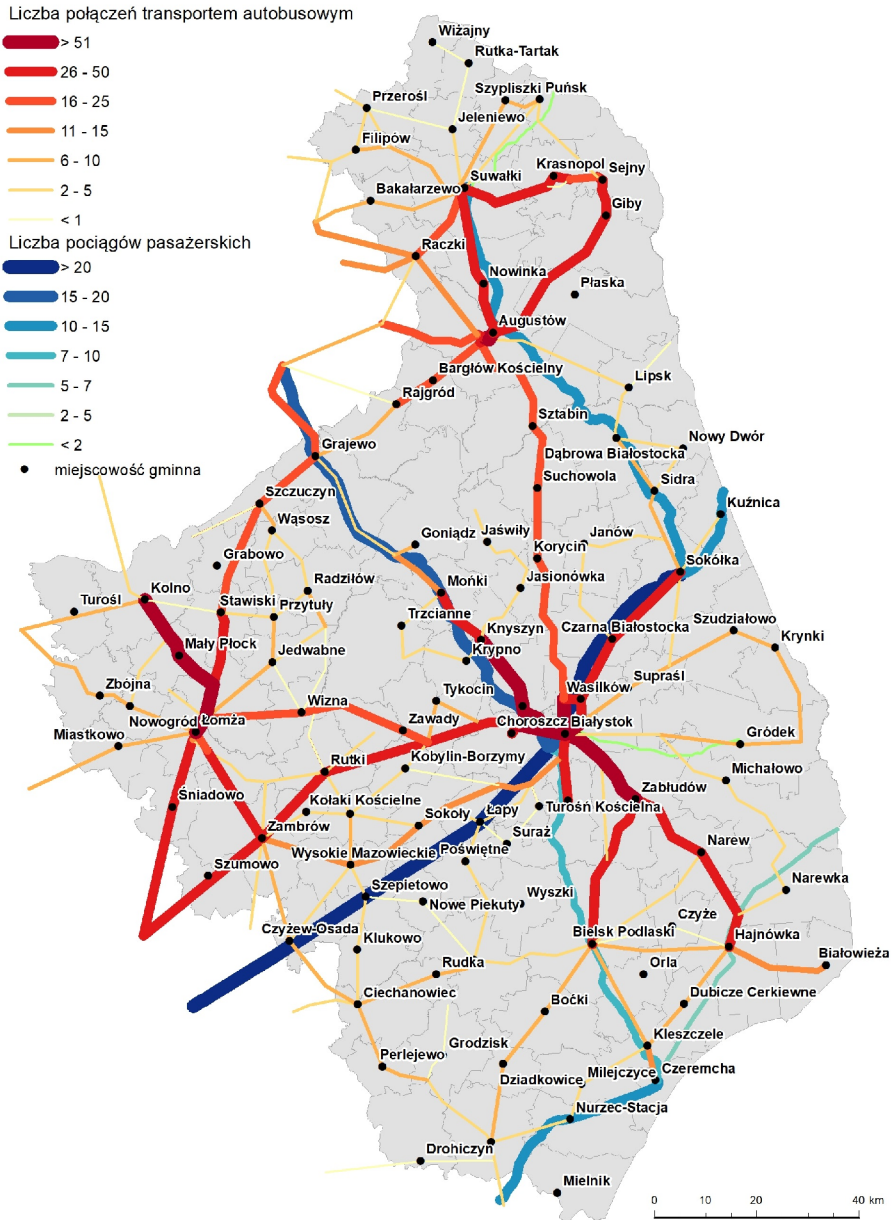 Liczba połączeń transportem autobusowym
> 51
26 - 50
16 - 25
11 - 15
6 - 10
2 - 5
< 1
Liczba pociągów pasażerskich
> 20
15 - 20
10 - 15
7 - 10
5 - 7
2 - 5
< 2
miejscowość gminna
Wiżajny
Rutka-Tartak
Szypliszki
Puńsk
Przerośl
Jeleniewo
Filipów
Krasnopol
Sejny
Suwałki
Bakałarzewo
Giby
Raczki
Nowinka
Płaska
Augustów
Bargłów Kościelny
Lipsk
Rajgród
Sztabin
Nowy Dwór
Grajewo
Dąbrowa Białostocka
Suchowola
Sidra
Szczuczyn
Kuźnica
Wąsosz
Goniądz
Jaświły
Janów
Grabowo
Korycin
Sokółka
Radziłów
Mońki
Jasionówka
Kolno
Turośl
Stawiski
Przytuły
Trzcianne
Szudziałowo
Knyszyn
Czarna Białostocka
Mały Płock
Krynki
Jedwabne
Krypno
Supraśl
Zbójna
Tykocin
Wasilków
Wizna
Nowogród
Łomża
Zawady
Choroszcz
Białystok
Gródek
Miastkowo
Rutki
Kobylin-Borzymy
Michałowo
Zabłudów
Śniadowo
Kołaki Kościelne
Sokoły
Łapy
Turośń Kościelna
Zambrów
Suraż
Narew
Wysokie Mazowieckie
Poświętne
Szumowo
Szepietowo
Narewka
Wyszki
Nowe Piekuty
Czyże
Czyżew-Osada
Bielsk Podlaski
Hajnówka
Klukowo
Białowieża
Rudka
Orla
Ciechanowiec
Boćki
Dubicze Cerkiewne
Kleszczele
Grodzisk
Perlejewo
Czeremcha
Milejczyce
Dziadkowice
Nurzec-Stacja
Drohiczyn
Mielnik
0 10 20 40 km